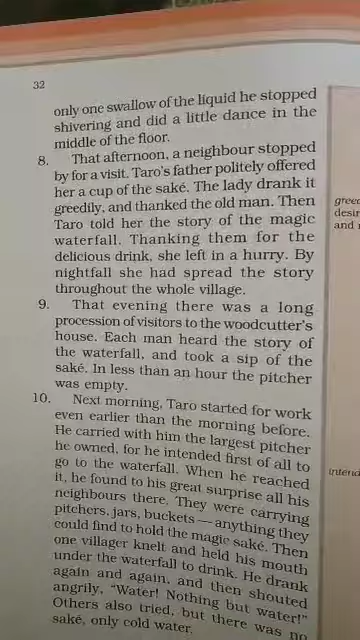 32
only one swallow of the liquid he stopped
shivering and did a little dance in the
middle of the floor.
8. That afternoon, a neighbour stopped
by for a visit. Taro's father politely offered
her a cup of the saké. The lady drank it
greedily, and thanked the old man. Then
Taro told her the story of the magic
waterfall. Thanking them for the
delicious drink, she left in a hurry. By
nightfall she had spread the story
throughout the whole village.
9. That evening there was a long
procession of visitors to the woodcutter's
house. Each man heard the story of
the waterfall, and took a sip of the
saké. In less than an hour the pitcher
was empty.
10. Next morning, Taro started for work
even earlier than the morning before.
He carried with him the largest pitcher
he owned, for he intended first of all to
go to the waterfall. When he reached
it, he found to his great surprise all his
neighbours there. They were carrying
pitchers, jars, buckets — anything they
could find to hold the magic saké. Then
one villager knelt and held his mouth
under the waterfall to drink. He drank
again and again, and then shouted
angrily, "Water! Nothing but water!"
Others also tried, but there was no
saké, only cold water.